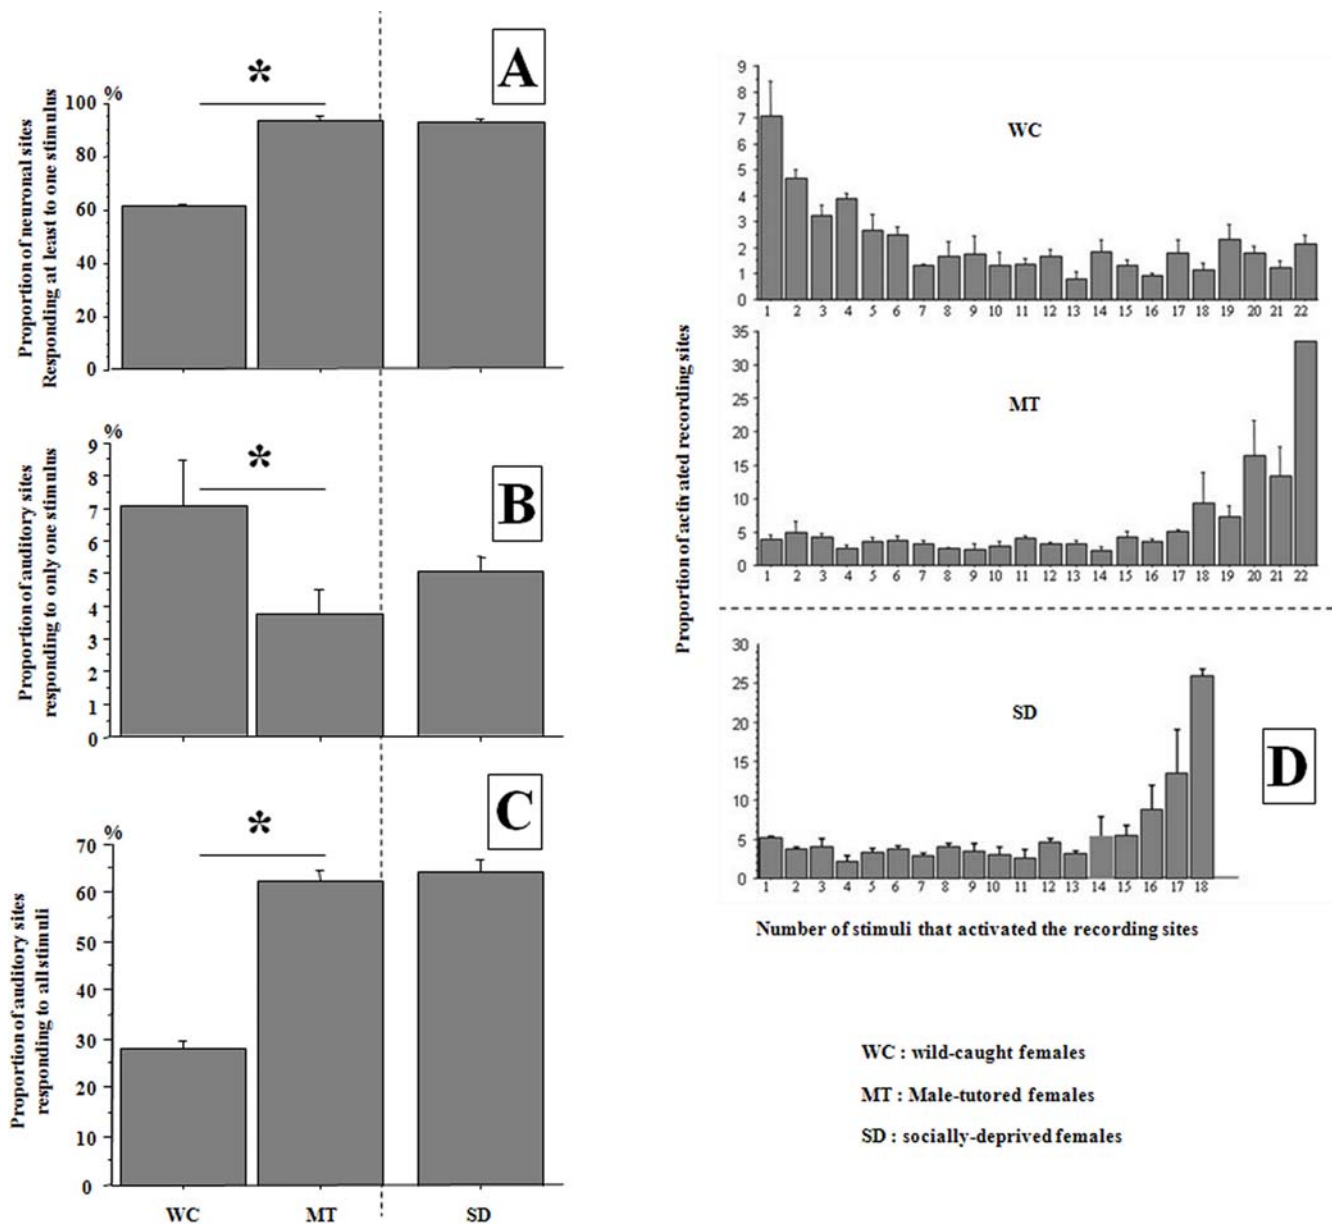 A
*
%
100
80
60
40
20
0
Proportion of neuronal sites
Responding at least to one stimulus
B
*
%
9
8
7
6
5
4
3
2
1
0
Proportion of auditory sites
responding to only one stimulus
C
*
%
70
60
50
40
30
20
10
0
Proportion of auditory sites
responding to all stimuli
WC MT SD
9
8
7
6
5
4
3
2
1
0
WC
1 2 3 4 5 6 7 8 9 10 11 12 13 14 15 16 17 18 19 20 21 22
35
30
25
20
15
10
5
0
MT
1 2 3 4 5 6 7 8 9 10 11 12 13 14 15 16 17 18 19 20 21 22
Proportion of activated recording sites
30
25
20
15
10
5
0
SD
D
1 2 3 4 5 6 7 8 9 10 11 12 13 14 15 16 17 18
Number of stimuli that activated the recording sites
WC : wild-caught females
MT : Male-tutored females
SD : socially-deprived females